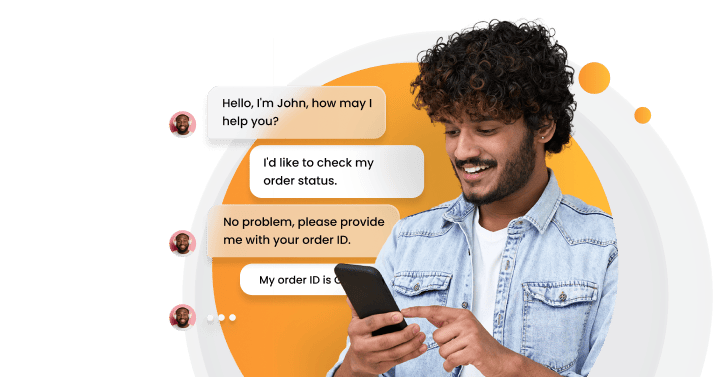 Hello, I'm John, how may I
help you?
I'd like to check my
order status.
No problem, please provide
me with your order ID.
My order ID is